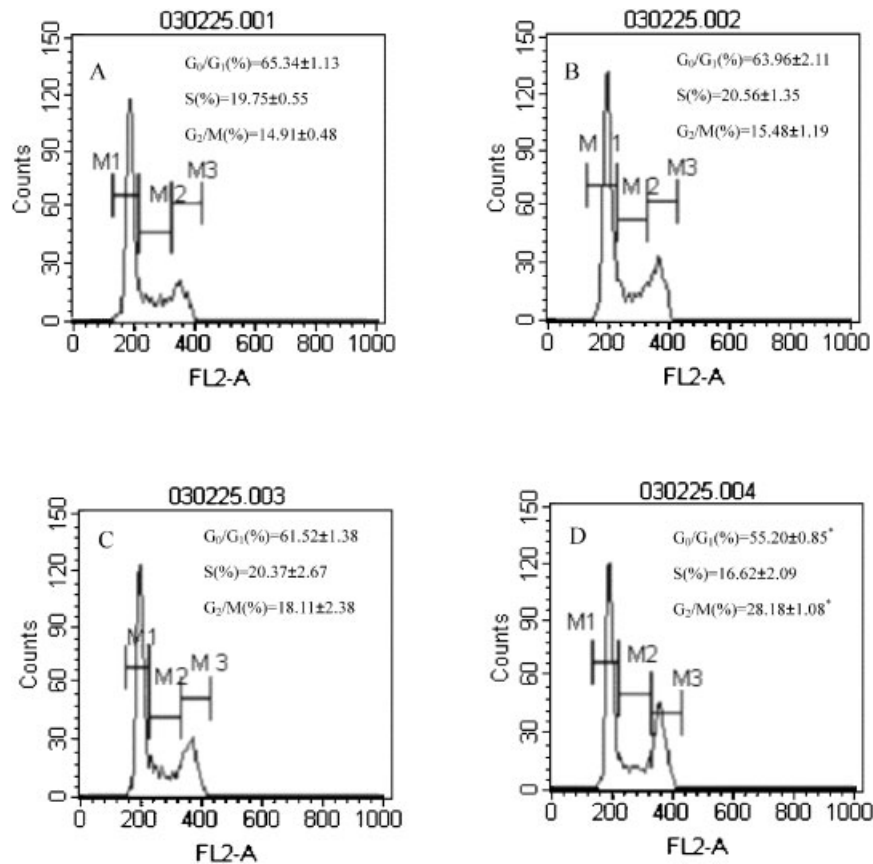 030225.001
150
120
90
60
30
0
Counts
A
G₀/G₁(%)=65.34±1.13
S(%)=19.75±0.55
G₂/M(%)=14.91±0.48
M1
M2
M3
0 200 400 600 800 1000
FL2-A
030225.002
150
120
90
60
30
0
Counts
B
G₀/G₁(%)=63.96±2.11
S(%)=20.56±1.35
G₂/M(%)=15.48±1.19
M1
M2
M3
0 200 400 600 800 1000
FL2-A
030225.003
150
120
90
60
30
0
Counts
C
G₀/G₁(%)=61.52±1.38
S(%)=20.37±2.67
G₂/M(%)=18.11±2.38
M1
M2
M3
0 200 400 600 800 1000
FL2-A
030225.004
150
120
90
60
30
0
Counts
D
G₀/G₁(%)=55.20±0.85*
S(%)=16.62±2.09
G₂/M(%)=28.18±1.08*
M1
M2
M3
0 200 400 600 800 1000
FL2-A